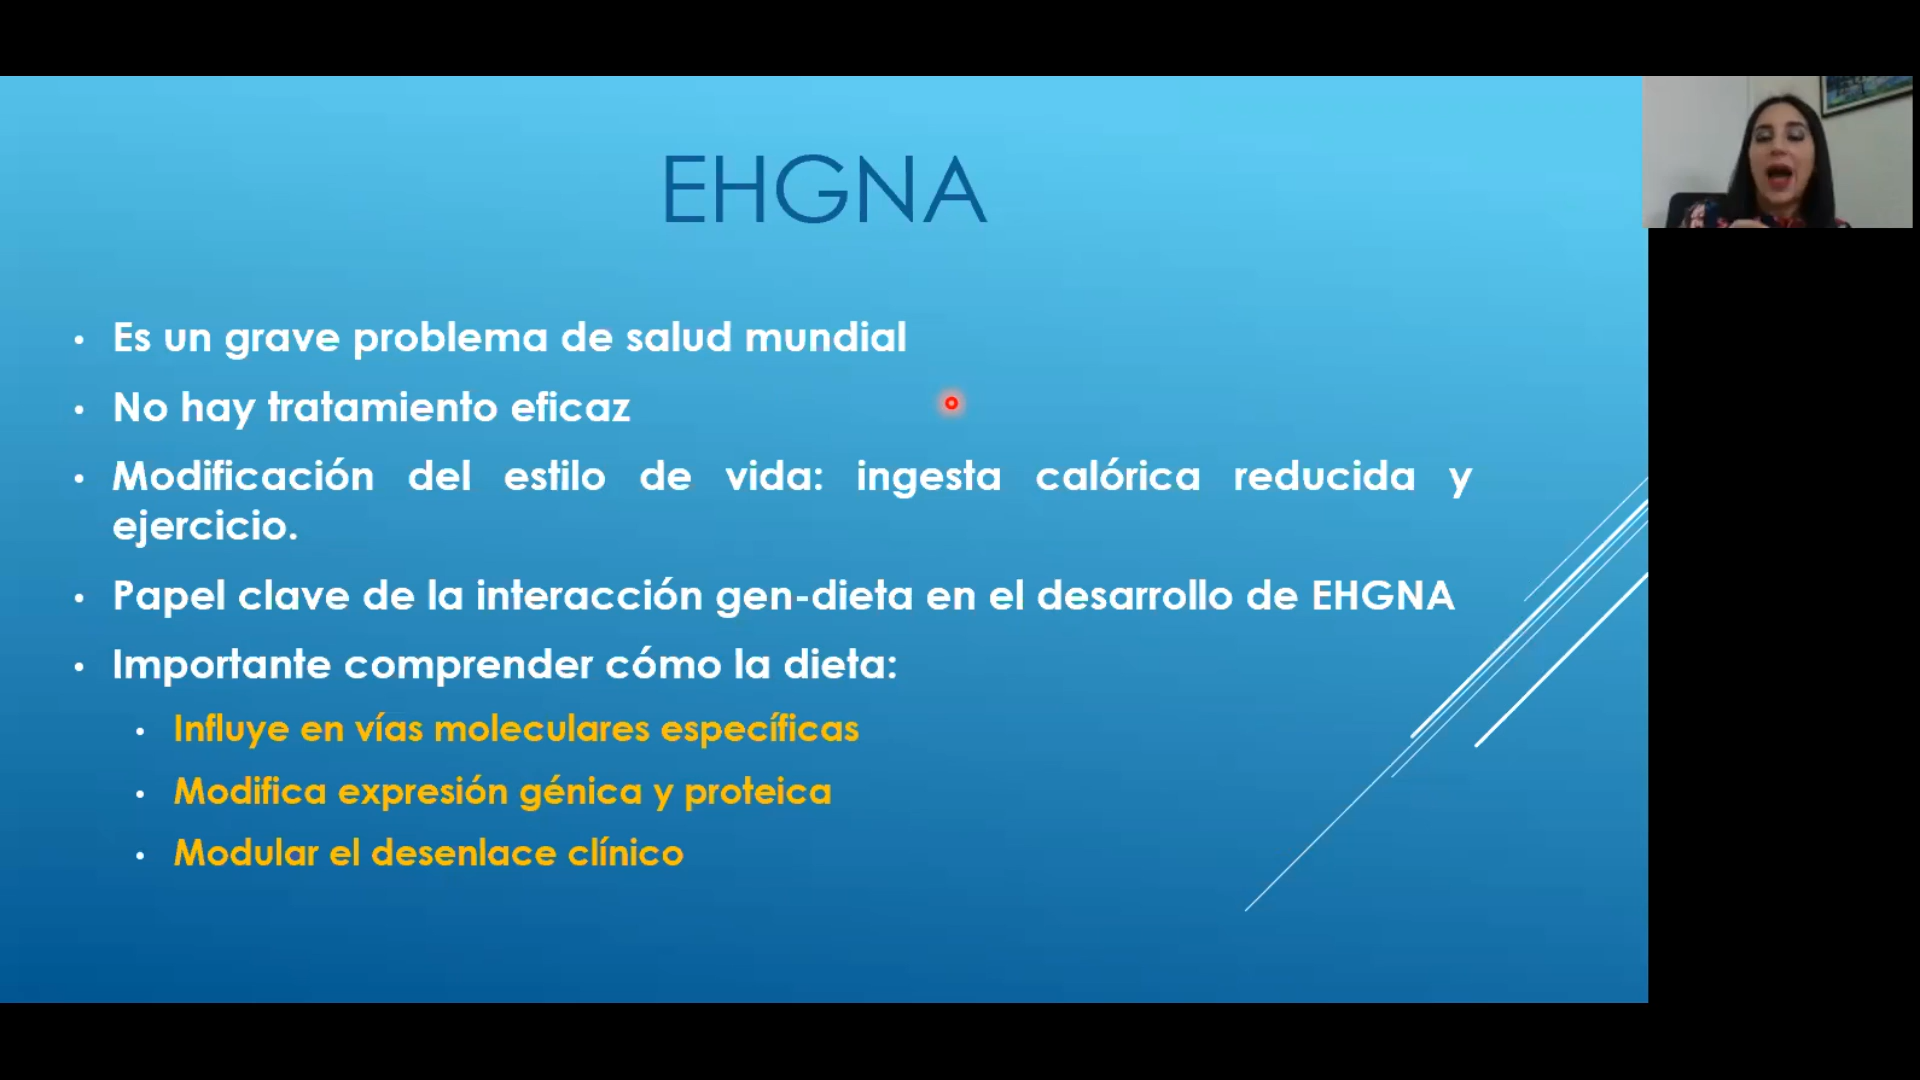 EHGNA
• Es un grave problema de salud mundial
• No hay tratamiento eficaz
• Modificación del estilo de vida: ingesta calórica reducida y
ejercicio.
• Papel clave de la interacción gen-dieta en el desarrollo de EHGNA
• Importante comprender cómo la dieta:
• Influye en vías moleculares específicas
• Modifica expresión génica y proteica
• Modular el desenlace clínico